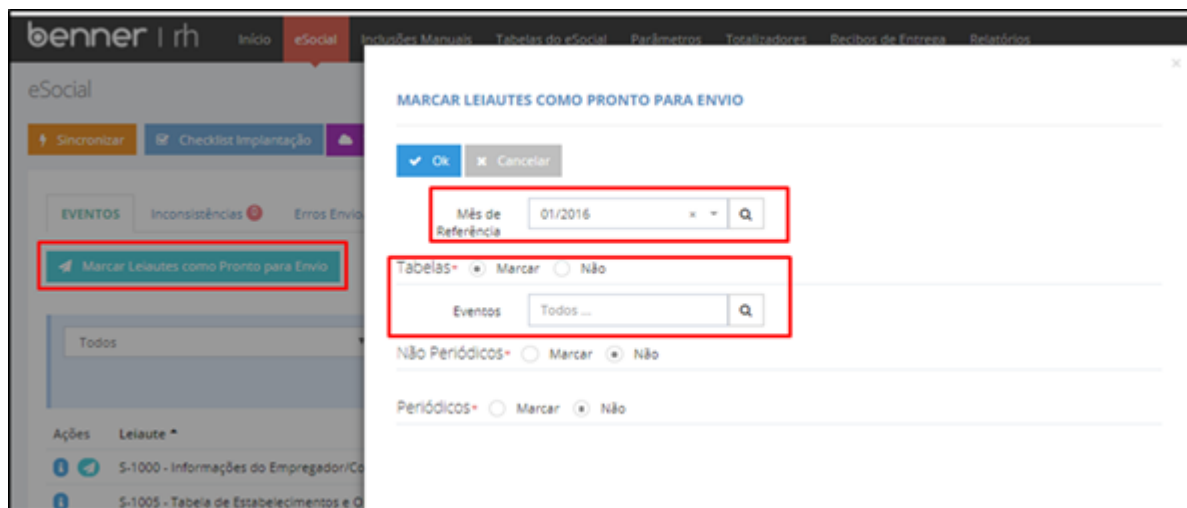 benner | rh
Início eSocial Inclusões Manuais Tabelas do eSocial Parâmetros Totalizadores Recibos de Entrega Relatórios
eSocial
Sincronizar Checklist Implantação
EVENTOS Inconsistências 0 Erros Envio
Marcar Leiautes como Pronto para Envio
Todos
Ações Leiaute
S-1000 - Informações do Empregador/Co
S-1005 - Tabela de Estabelecimentos e O
×
MARCAR LEIAUTES COMO PRONTO PARA ENVIO
Ok × Cancelar
Mês de
Referência
01/2016 ×
Tabelas* Marcar Não
Eventos Todos ...
Não Periódicos* Marcar Não
Periódicos* Marcar Não